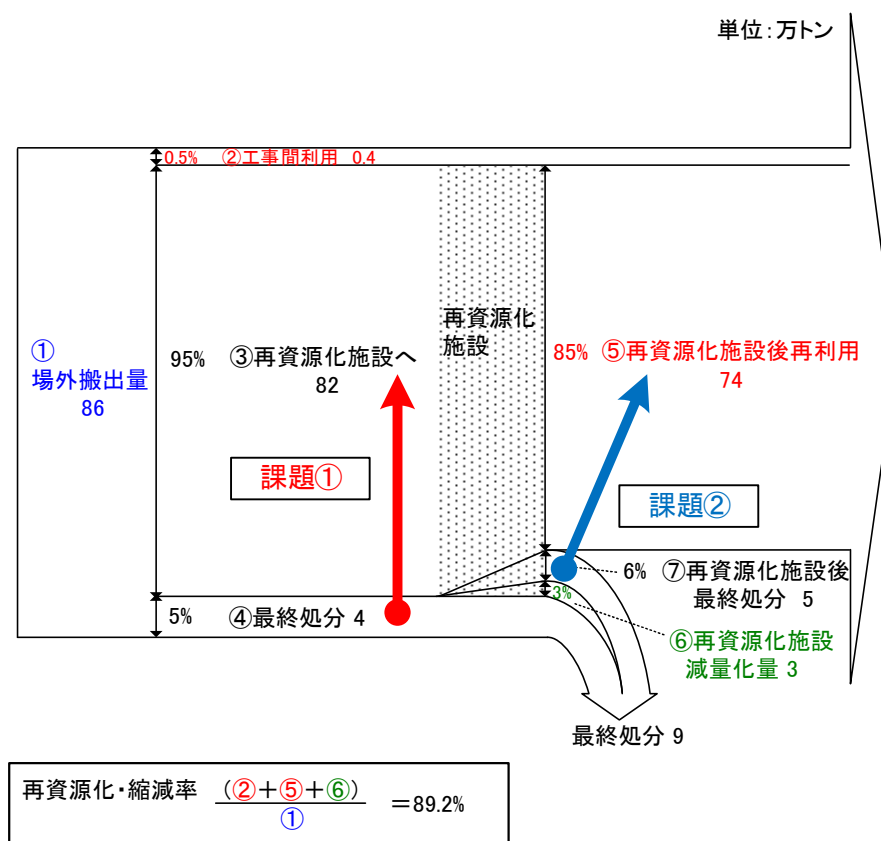 単位：万トン
0.5% ②工事間利用 0.4
①
場外搬出量
86
95% ③再資源化施設へ
82
再資源化
施設
85% ⑤再資源化施設後再利用
74
課題①
課題②
5% ④最終処分 4
6% ⑦再資源化施設後
最終処分 5
3%
⑥再資源化施設
減量化量 3
最終処分 9
再資源化・縮減率 (②＋⑤＋⑥) ＝89.2%
①